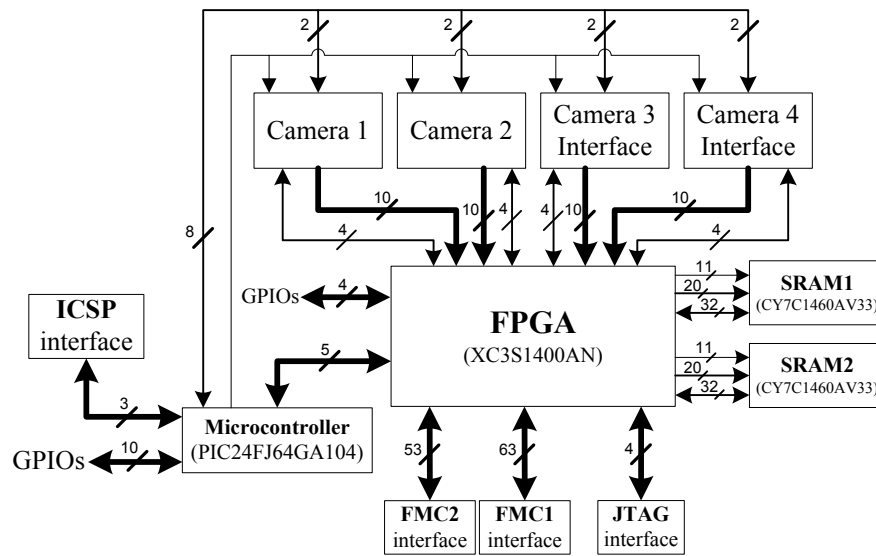 2 2 2 2
Camera 1
Camera 2
Camera 3
Interface
Camera 4
Interface
10 10 4 4 10 10
8 4 4
GPIOs 4
FPGA
(XC3S1400AN)
11
20
32
SRAM1
(CY7C1460AV33)
11
20
32
SRAM2
(CY7C1460AV33)
ICSP
interface
5
3
Microcontroller
(PIC24FJ64GA104)
GPIOs 10
53 63 4
FMC2
interface
FMC1
interface
JTAG
interface